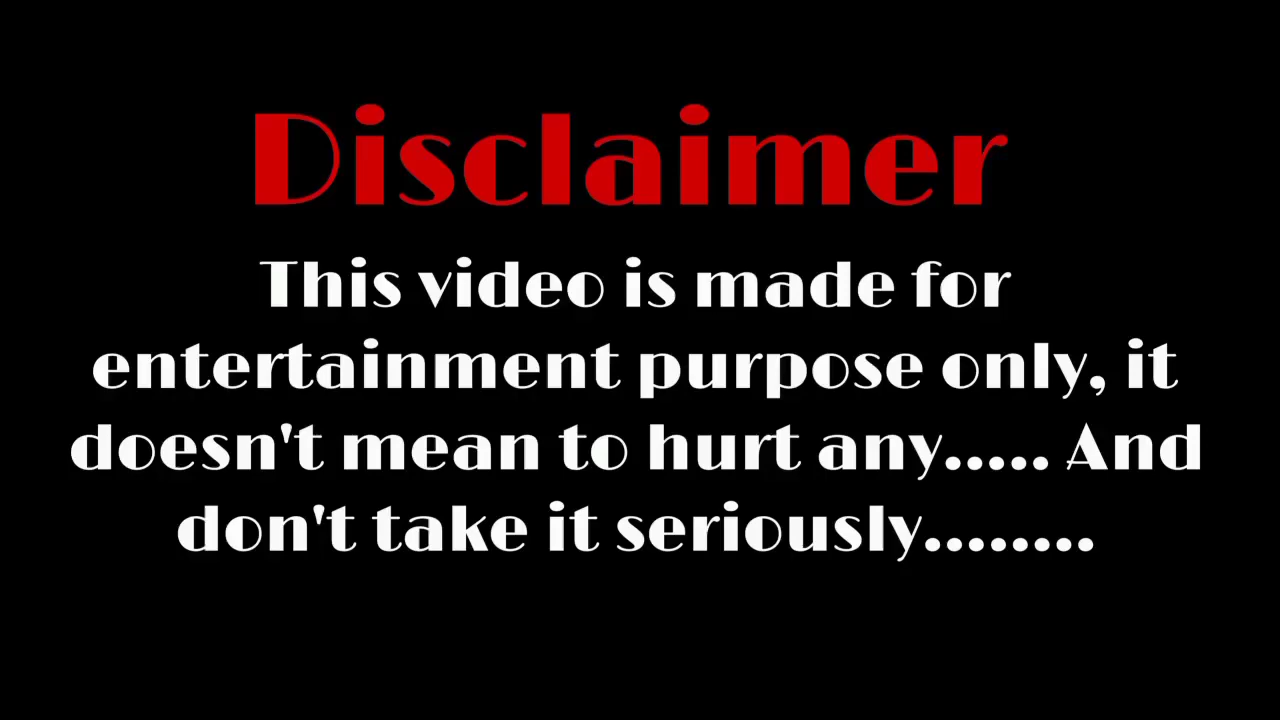 Disclaimer
This video is made for
entertainment purpose only, it
doesn't mean to hurt any..... And
don't take it seriously........